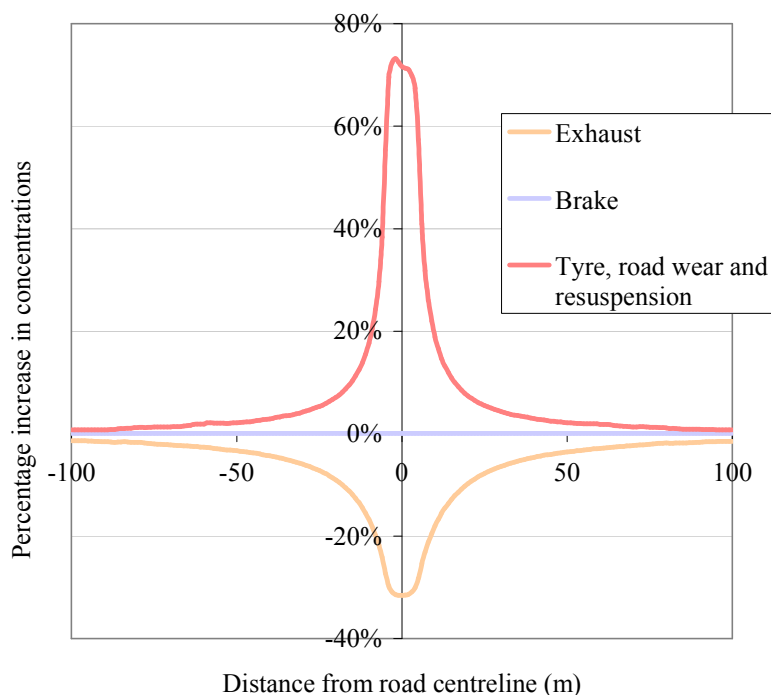 80%
60%
40%
20%
0%
-20%
-40%
-100
-50
0
50
100
Percentage increase in concentrations
Distance from road centreline (m)
Exhaust
Brake
Tyre, road wear and
resuspension